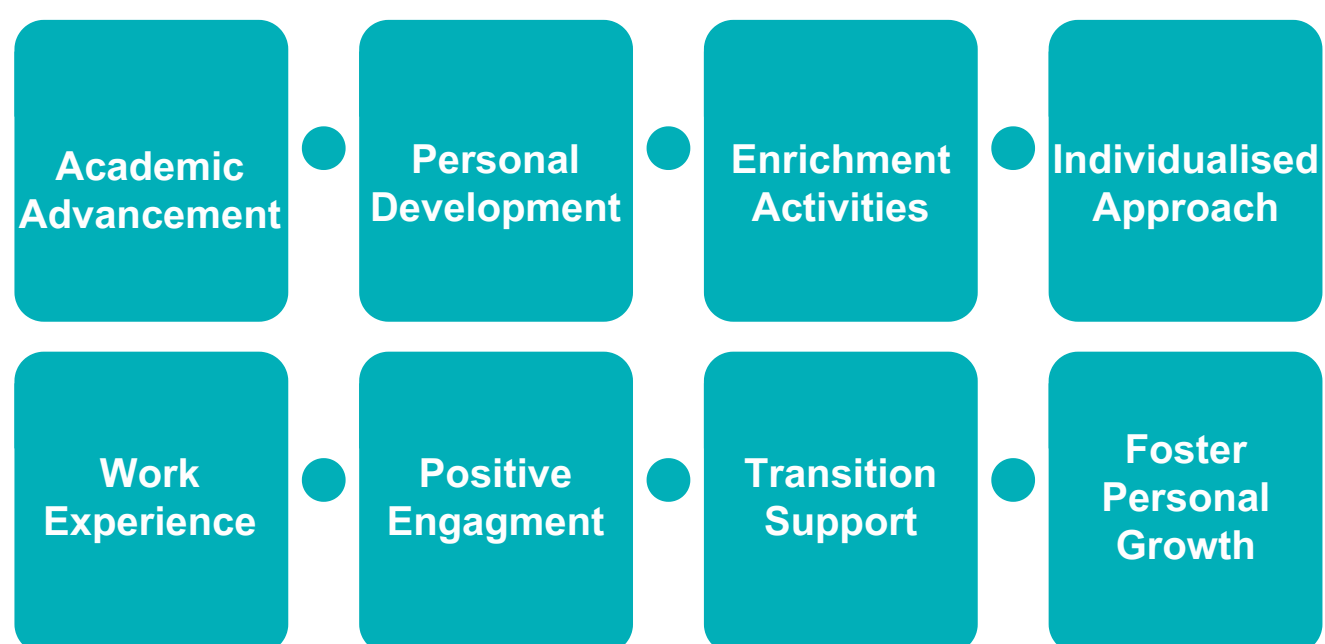 Academic
Advancement
Personal
Development
Enrichment
Activities
Individualised
Approach
Work
Experience
Positive
Engagment
Transition
Support
Foster
Personal
Growth